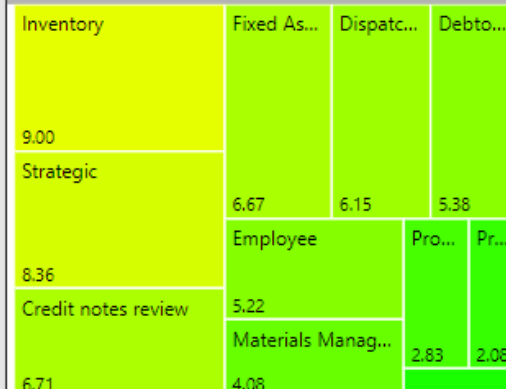 Inventory
9.00
Strategic
8.36
Credit notes review
6.71
Fixed As...
6.67
Dispatc...
6.15
Debto...
5.38
Employee
5.22
Materials Manag...
4.08
Pro...
2.83
Pr...
2.08